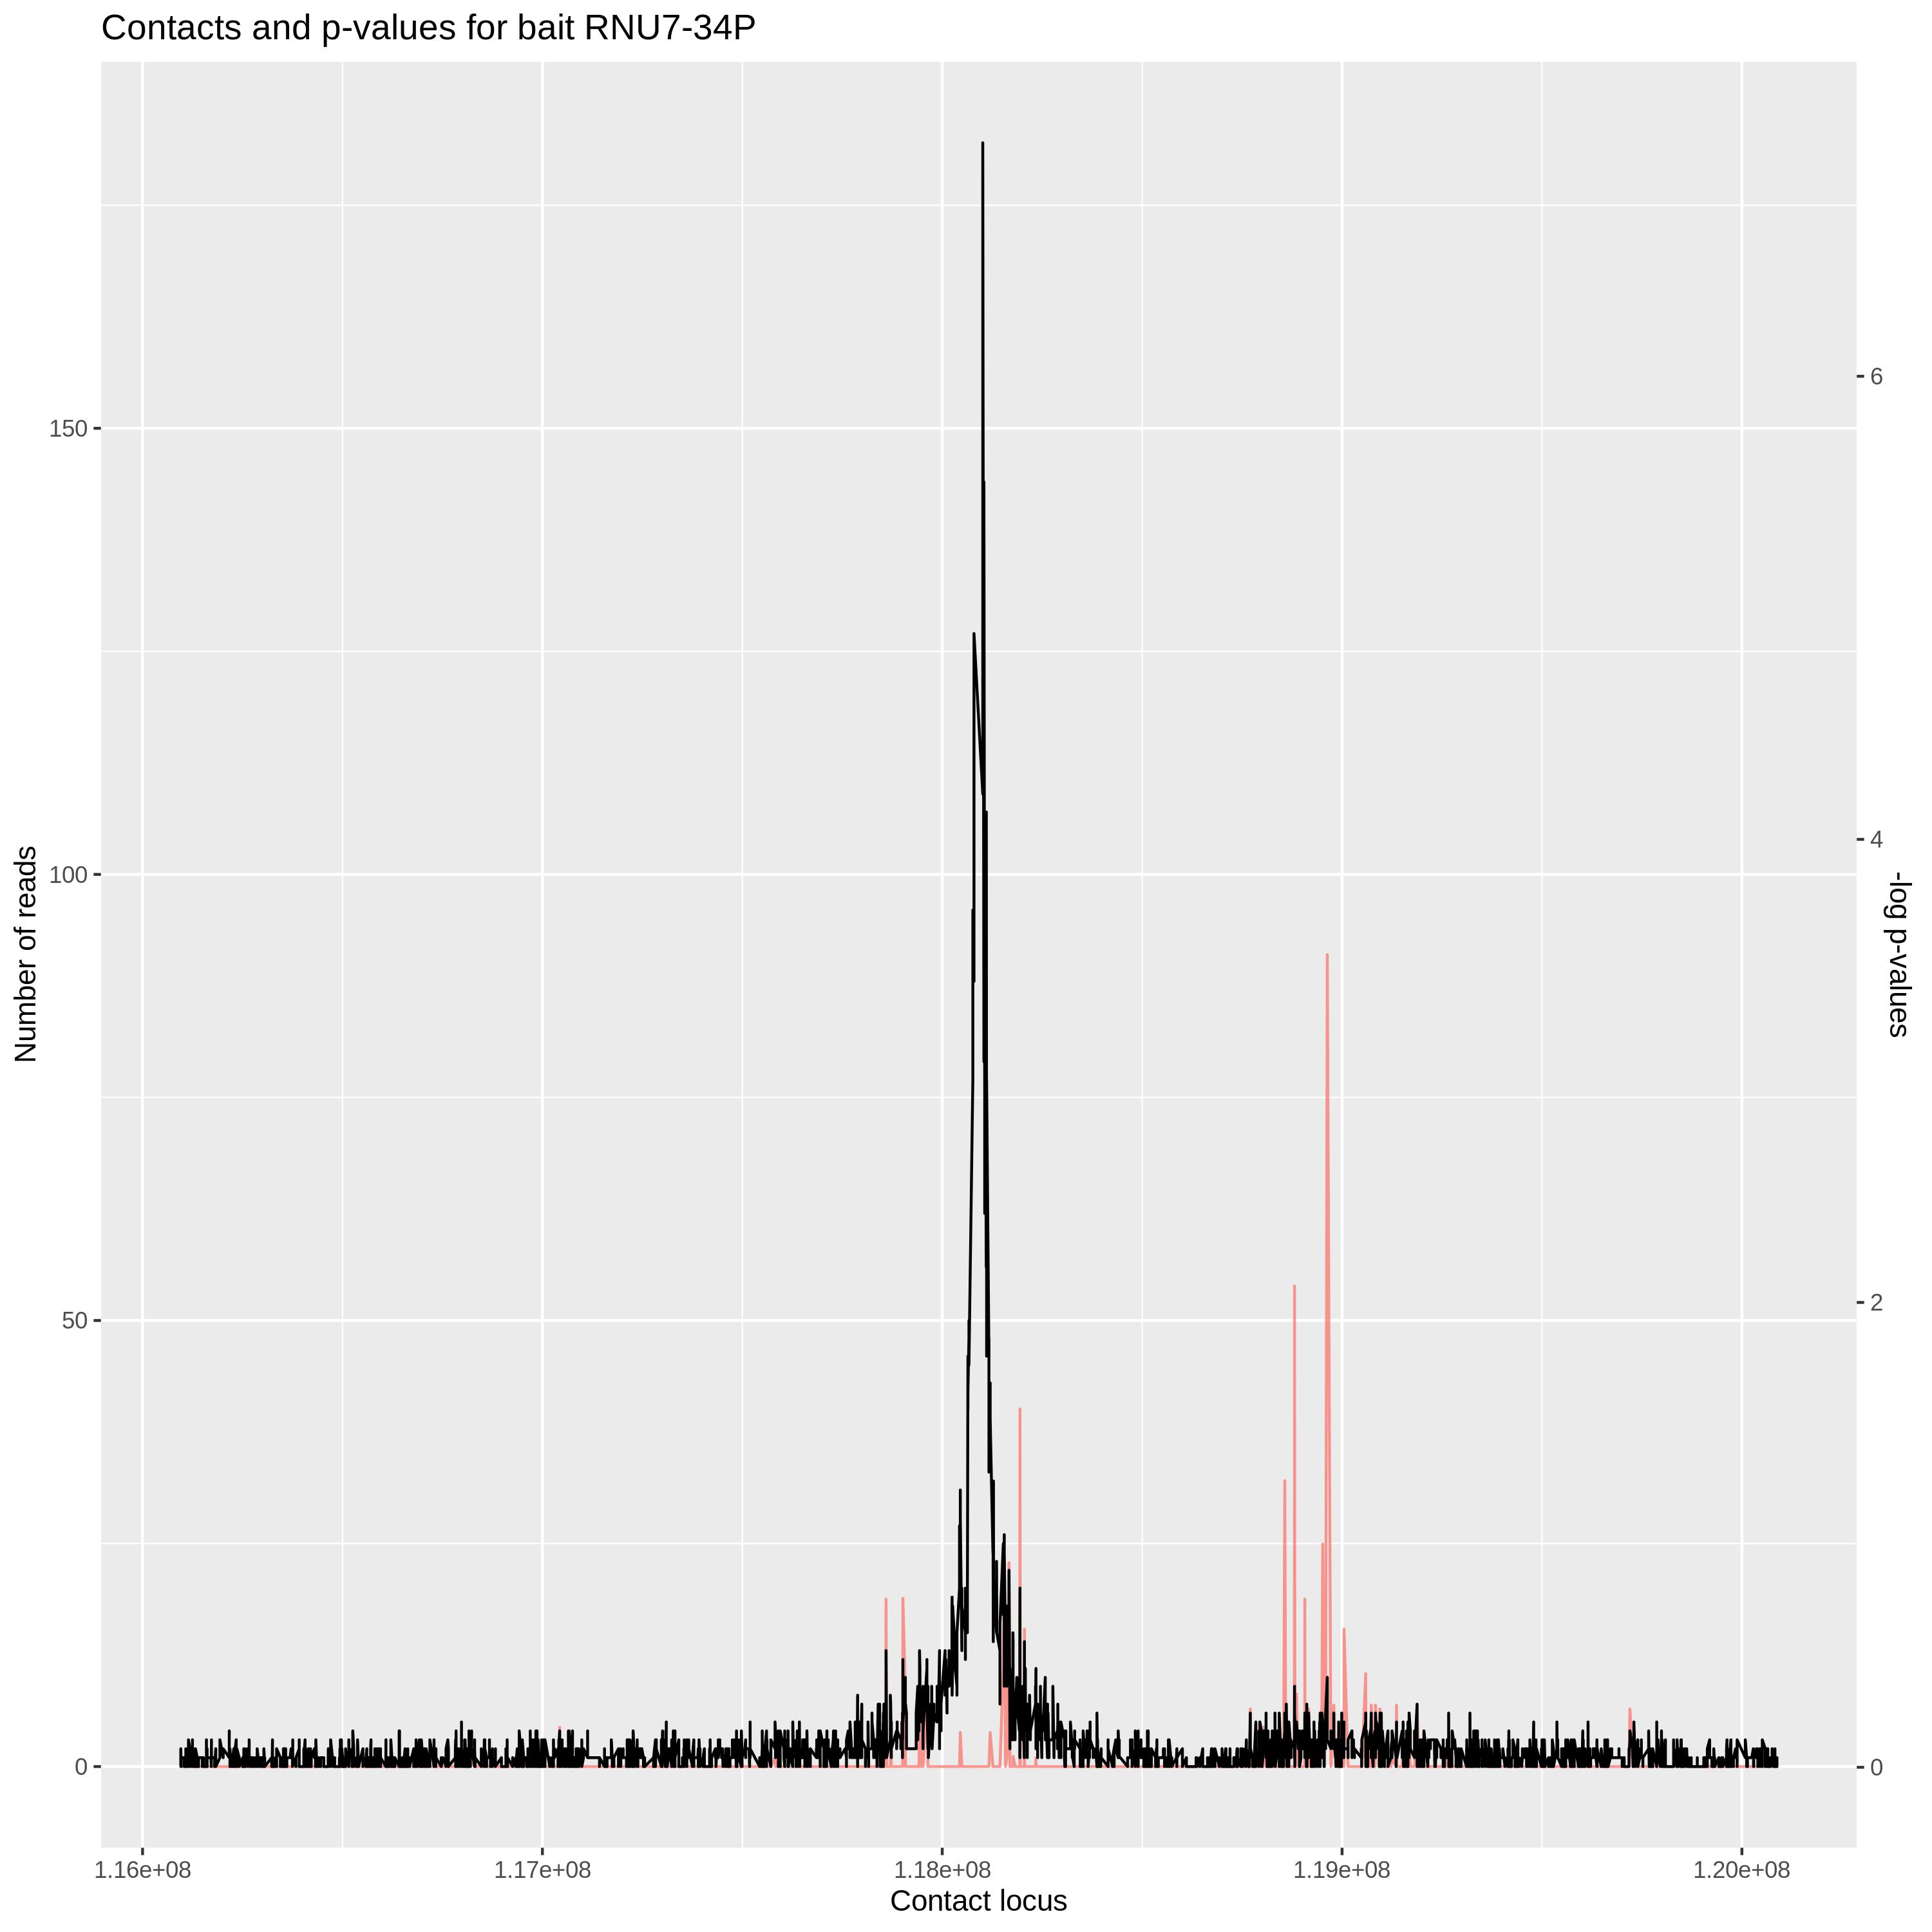 Contacts and p-values for bait RNU7-34P
Number of reads
150
100
50
0
6
4
2
0
-log p-values
1.16e+08
1.17e+08
1.18e+08
1.19e+08
1.20e+08
Contact locus